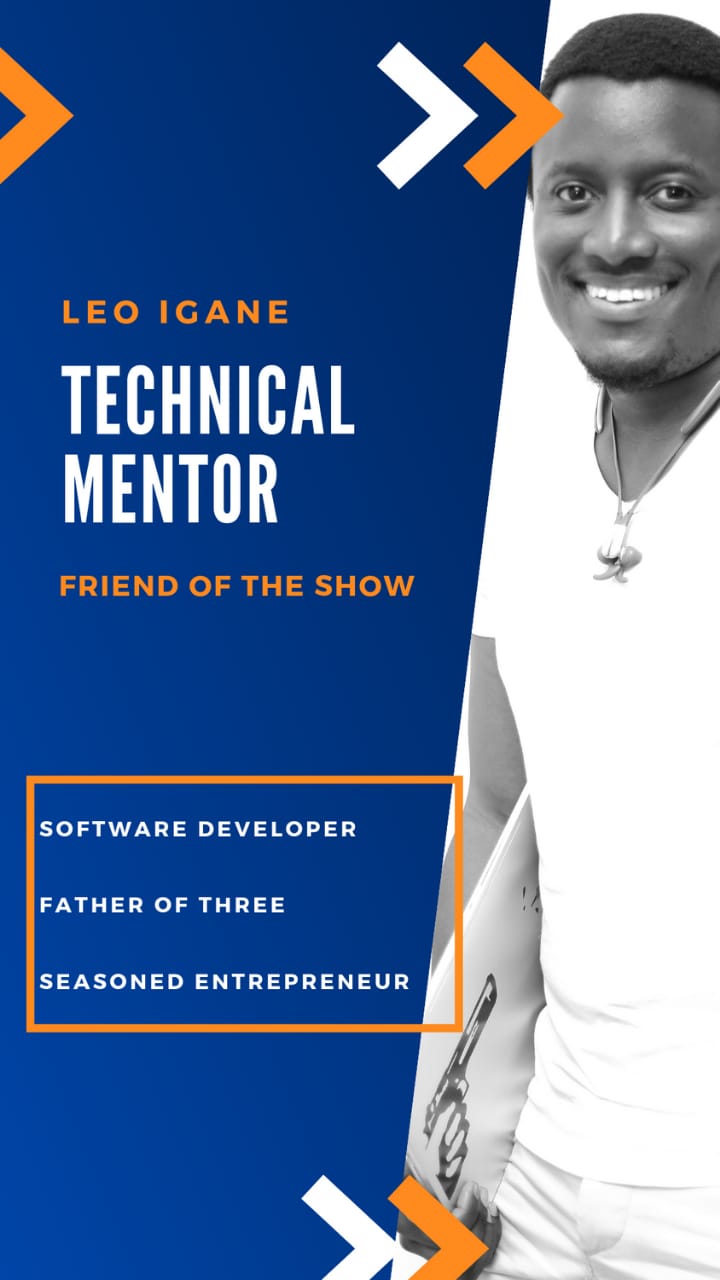 LEO IGANE
TECHNICAL
MENTOR
FRIEND OF THE SHOW
SOFTWARE DEVELOPER
FATHER OF THREE
SEASONED ENTREPRENEUR